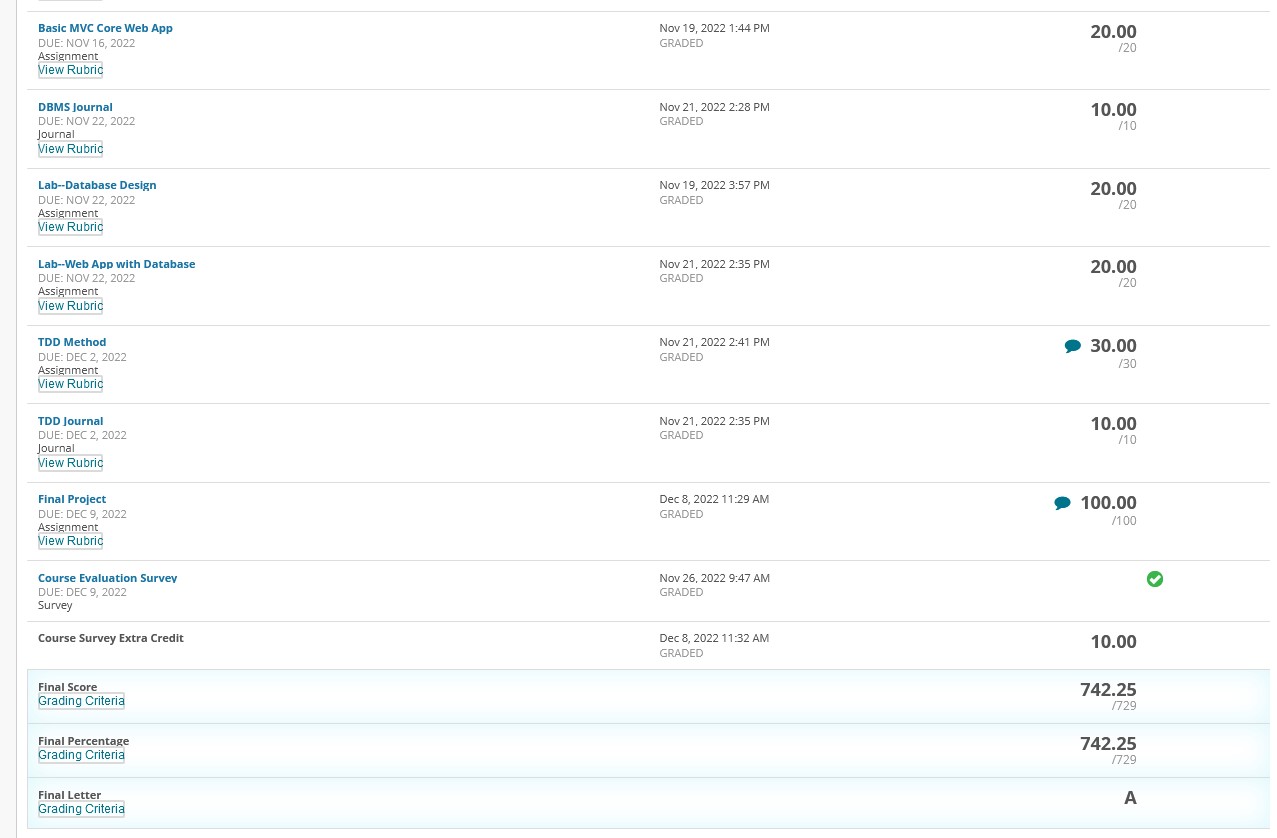 Basic MVC Core Web App
Nov 19, 2022 1:44 PM
20.00
DUE: NOV 16, 2022
GRADED
/20
Assignment
View Rubric
DBMS Journal
Nov 21, 2022 2:28 PM
10.00
DUE: NOV 22, 2022
GRADED
/10
Journal
View Rubric
Lab--Database Design
Nov 19, 2022 3:57 PM
20.00
DUE: NOV 22, 2022
GRADED
/20
Assignment
View Rubric
Lab--Web App with Database
Nov 21, 2022 2:35 PM
20.00
DUE: NOV 22, 2022
GRADED
/20
Assignment
View Rubric
TDD Method
Nov 21, 2022 2:41 PM
30.00
DUE: DEC 2, 2022
GRADED
/30
Assignment
View Rubric
TDD Journal
Nov 21, 2022 2:35 PM
10.00
DUE: DEC 2, 2022
GRADED
/10
Journal
View Rubric
Final Project
Dec 8, 2022 11:29 AM
100.00
DUE: DEC 9, 2022
GRADED
/100
Assignment
View Rubric
Course Evaluation Survey
Nov 26, 2022 9:47 AM
DUE: DEC 9, 2022
GRADED
Survey
Course Survey Extra Credit
Dec 8, 2022 11:32 AM
10.00
GRADED
Final Score
742.25
Grading Criteria
/729
Final Percentage
742.25
Grading Criteria
/729
Final Letter
A
Grading Criteria